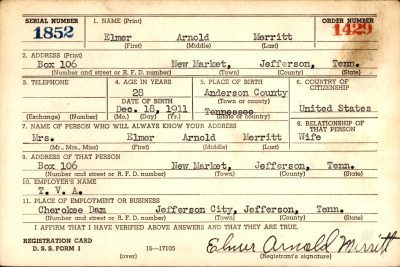 SERIAL NUMBER 1. NAME (Print) ORDER NUMBER
1852 Elmer Arnold Merritt 1429
(First) (Middle) (Last)
2. ADDRESS (Print)
Box 106 New Market, Jefferson, Tenn.
(Number and street or R. F. D. number) (Town) (County) (State)
3. TELEPHONE 4. AGE IN YEARS 5. PLACE OF BIRTH 6. COUNTRY OF CITIZENSHIP
28 Anderson County
DATE OF BIRTH (Town or county)
Dec. 18, 1911 Tennessee United States
(Exchange) (Number) (Mo.) (Day) (Yr.) (State or country)
7. NAME OF PERSON WHO WILL ALWAYS KNOW YOUR ADDRESS 8. RELATIONSHIP OF THAT PERSON
Mrs. Elmer Arnold Merritt Wife
(Mr., Mrs., Miss) (First) (Middle) (Last)
9. ADDRESS OF THAT PERSON
Box 106 New Market, Jefferson, Tenn.
(Number and street or R. F. D. number) (Town) (County) (State)
10. EMPLOYER'S NAME
T. V. A.
11. PLACE OF EMPLOYMENT OR BUSINESS
Cherokee Dam Jefferson City, Jefferson, Tenn.
(Number and street or R. F. D. number) (Town) (County) (State)
I AFFIRM THAT I HAVE VERIFIED ABOVE ANSWERS AND THAT THEY ARE TRUE.
REGISTRATION CARD
D. S. S. FORM 1 16—17105 Elmer Arnold Merritt
(over) (Registrant's signature)